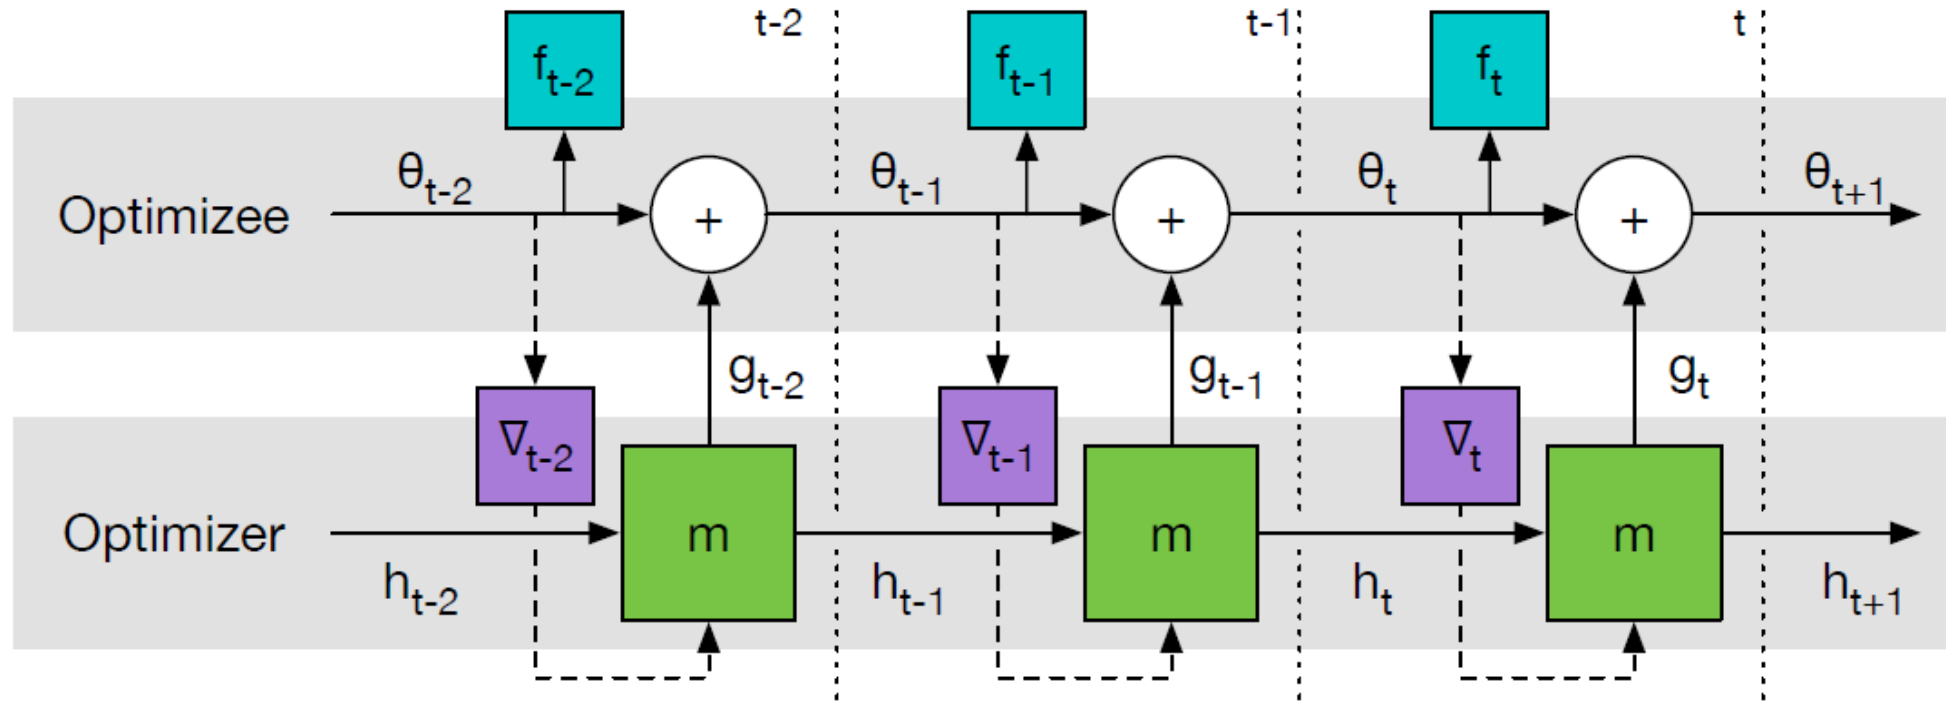 t-2 t-1 t
f_{t-2} f_{t-1} f_t
θ_{t-2} θ_{t-1} θ_t θ_{t+1}
Optimizee + + +
g_{t-2} g_{t-1} g_t
∇_{t-2} ∇_{t-1} ∇_t
Optimizer m m m
h_{t-2} h_{t-1} h_t h_{t+1}